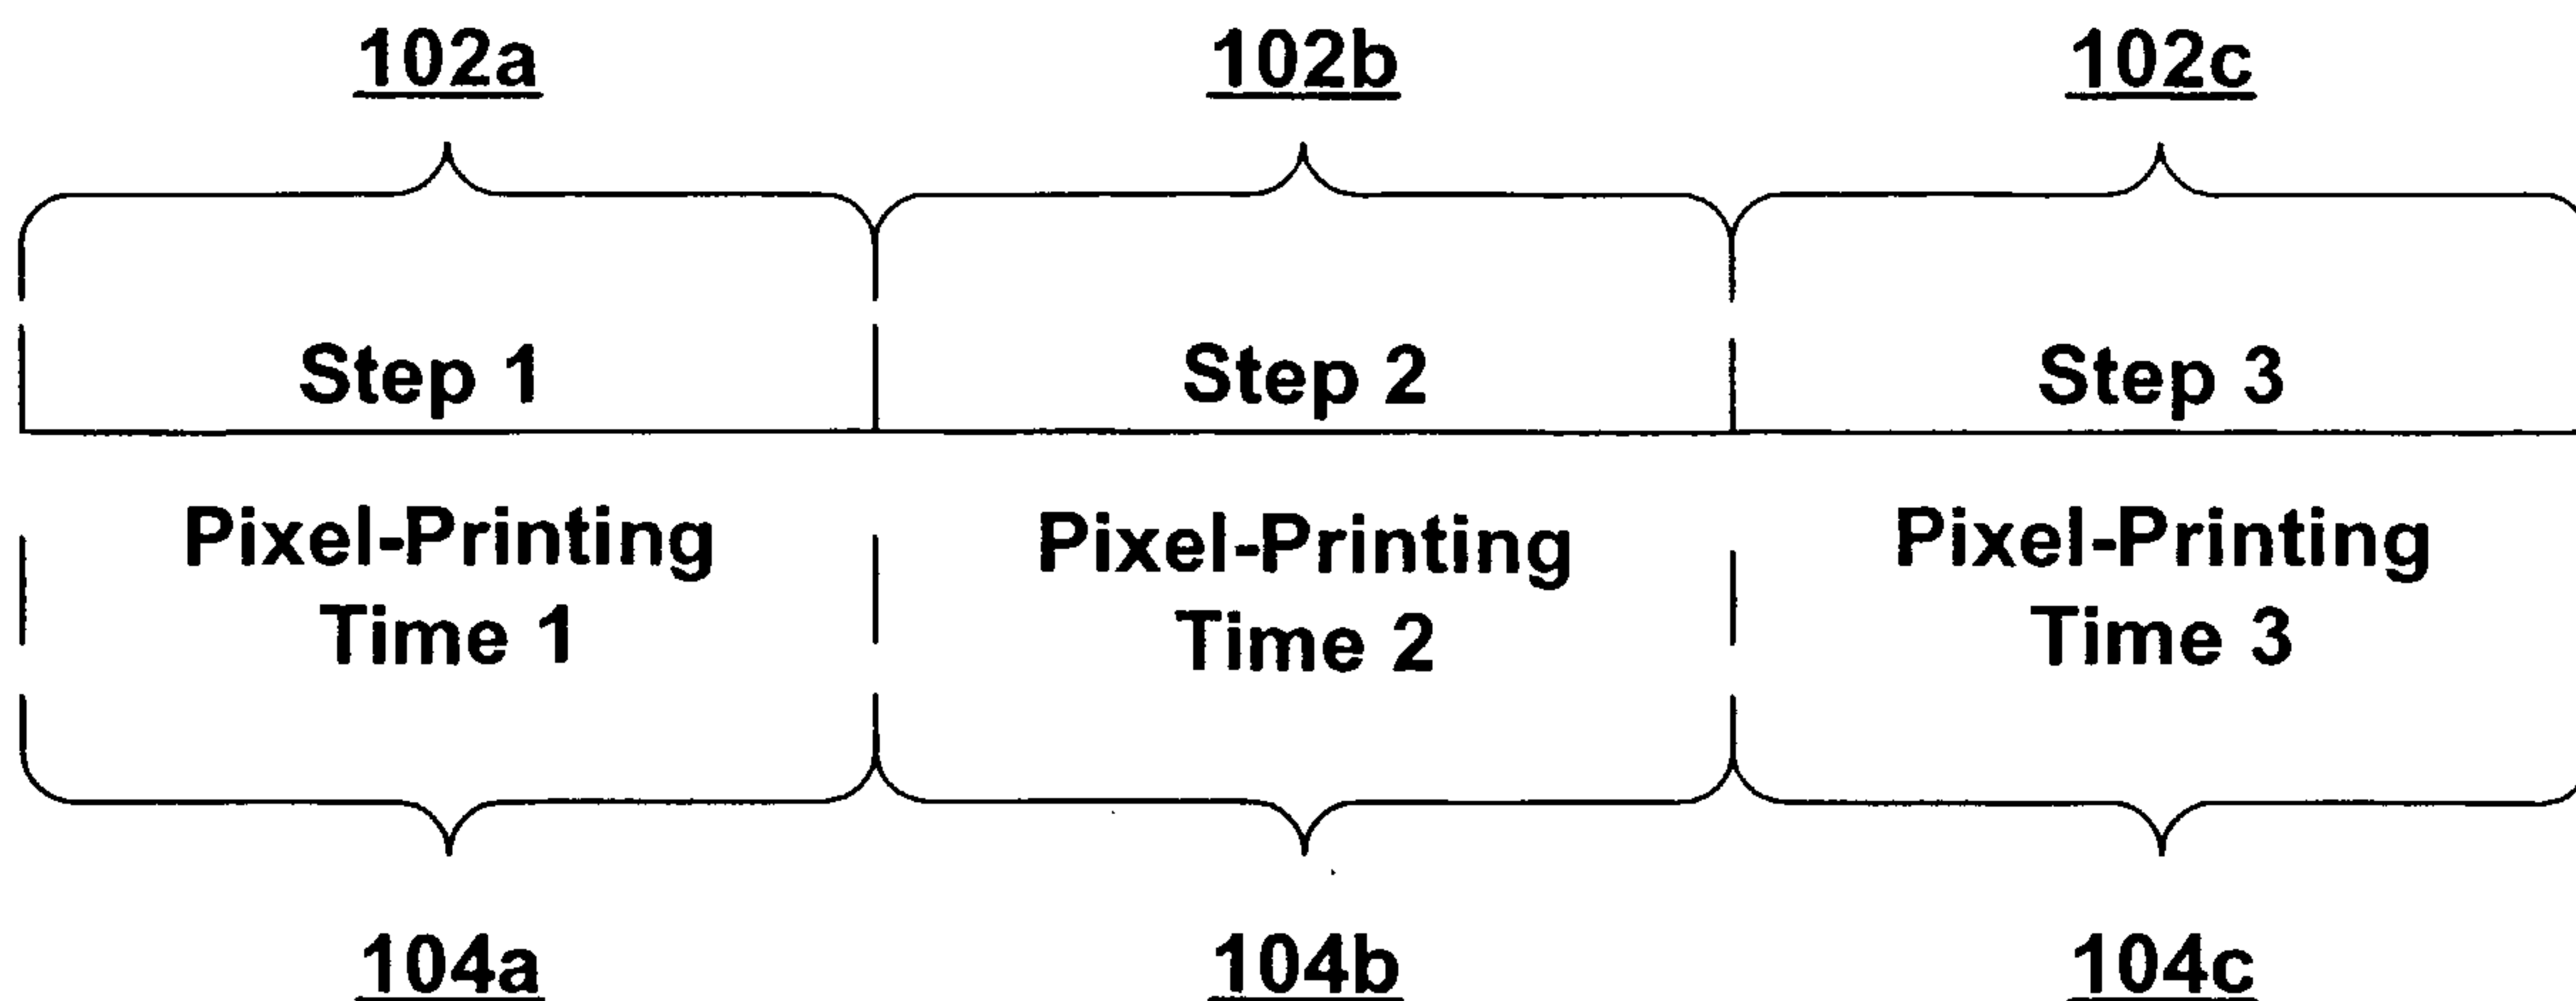 102a 102b 102c
Step 1 Step 2 Step 3
Pixel-Printing Pixel-Printing Pixel-Printing
Time 1 Time 2 Time 3
104a 104b 104c